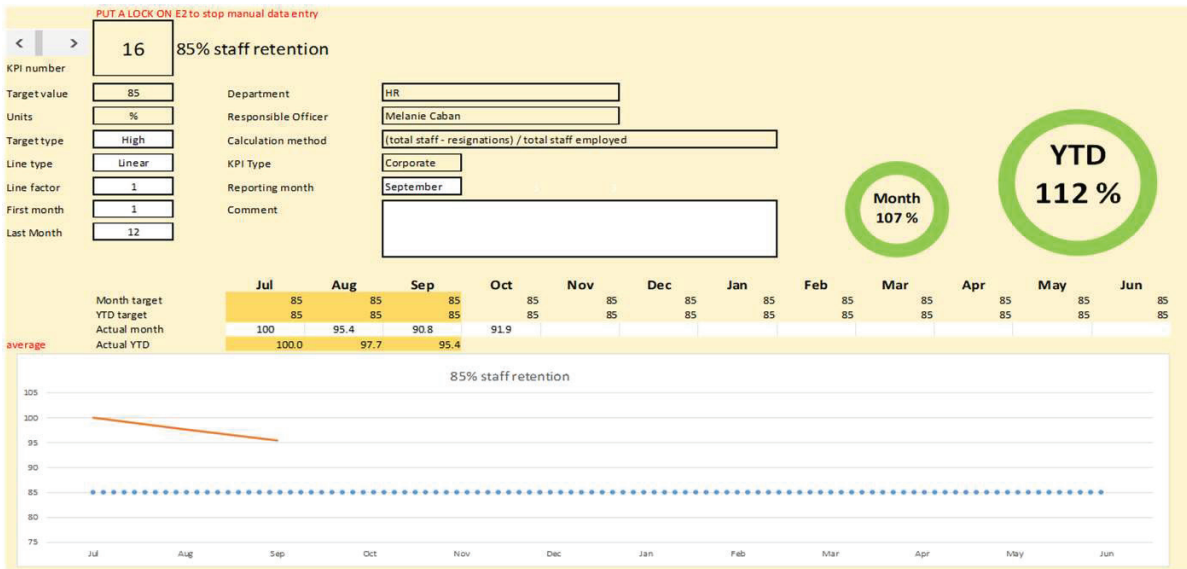 PUT A LOCK ON E2 to stop manual data entry
< > 16 85% staff retention
KPI number
Target value 85 Department HR
Units % Responsible Officer Melanie Caban
Target type High Calculation method (total staff - resignations) / total staff employed
Line type Linear KPI Type Corporate
Line factor 1 Reporting month September
First month 1 Comment
Last Month 12
Month
107 %
YTD
112 %
Jul Aug Sep Oct Nov Dec Jan Feb Mar Apr May Jun
Month target 85 85 85 85 85 85 85 85 85 85 85 85
YTD target 85 85 85 85 85 85 85 85 85 85 85 85
Actual month 100 95.4 90.8 91.9
average Actual YTD 100.0 97.7 95.4
85% staff retention
105
100
95
90
85
80
75
Jul Aug Sep Oct Nov Dec Jan Feb Mar Apr May Jun